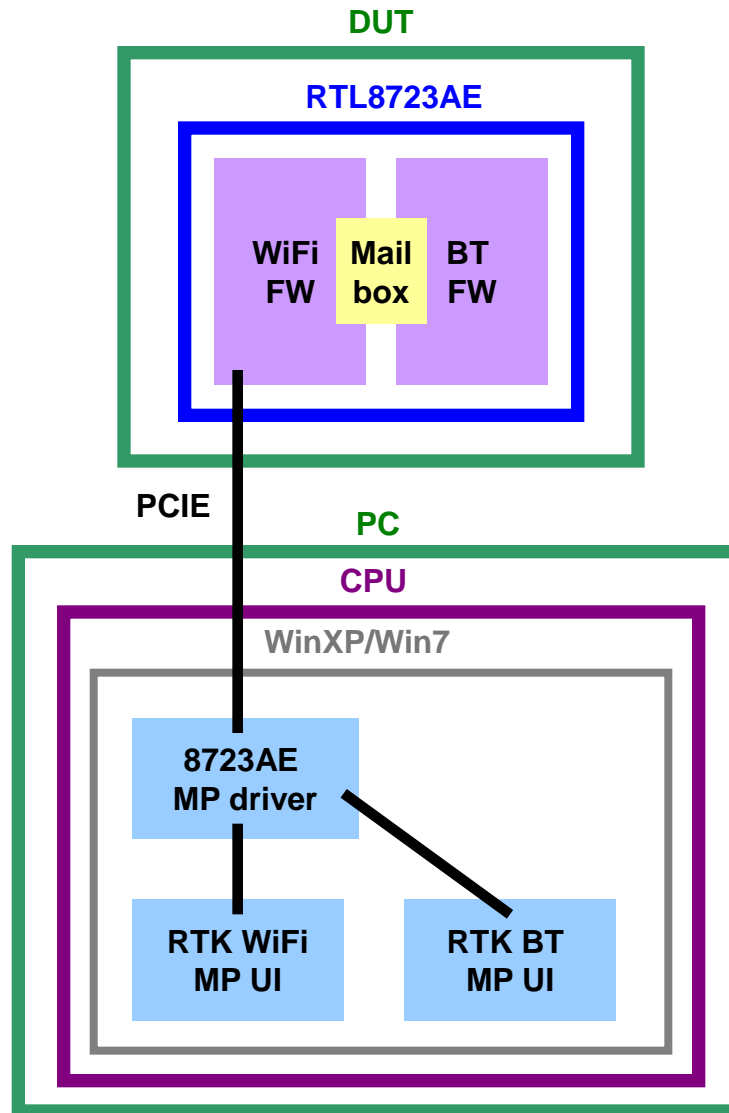 DUT
RTL8723AE
WiFi
FW
Mail
box
BT
FW
PCIE
PC
CPU
WinXP/Win7
8723AE
MP driver
RTK WiFi
MP UI
RTK BT
MP UI